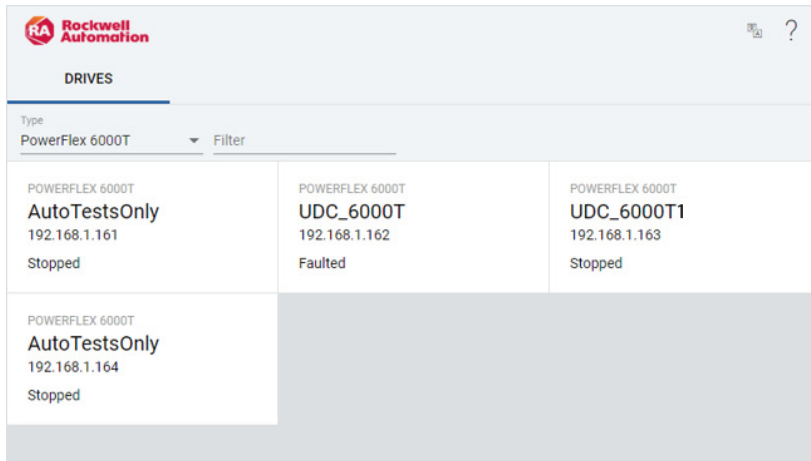 RA Rockwell
Automation
?
DRIVES
Type
PowerFlex 6000T
Filter
POWERFLEX 6000T
AutoTestsOnly
192.168.1.161
Stopped
POWERFLEX 6000T
UDC_6000T
192.168.1.162
Faulted
POWERFLEX 6000T
UDC_6000T1
192.168.1.163
Stopped
POWERFLEX 6000T
AutoTestsOnly
192.168.1.164
Stopped